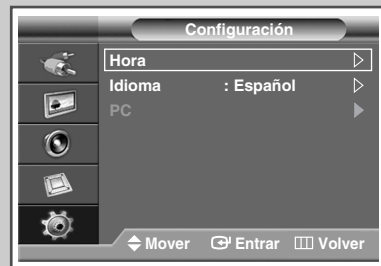 Configuración
Hora
Idioma : Español
PC
Mover Entrar Volver